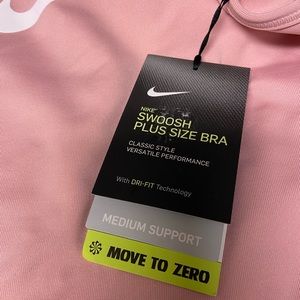 NIKE
SWOOSH
PLUS SIZE BRA
CLASSIC STYLE
VERSATILE PERFORMANCE
With DRI-FIT Technology
MEDIUM SUPPORT
MOVE TO ZERO